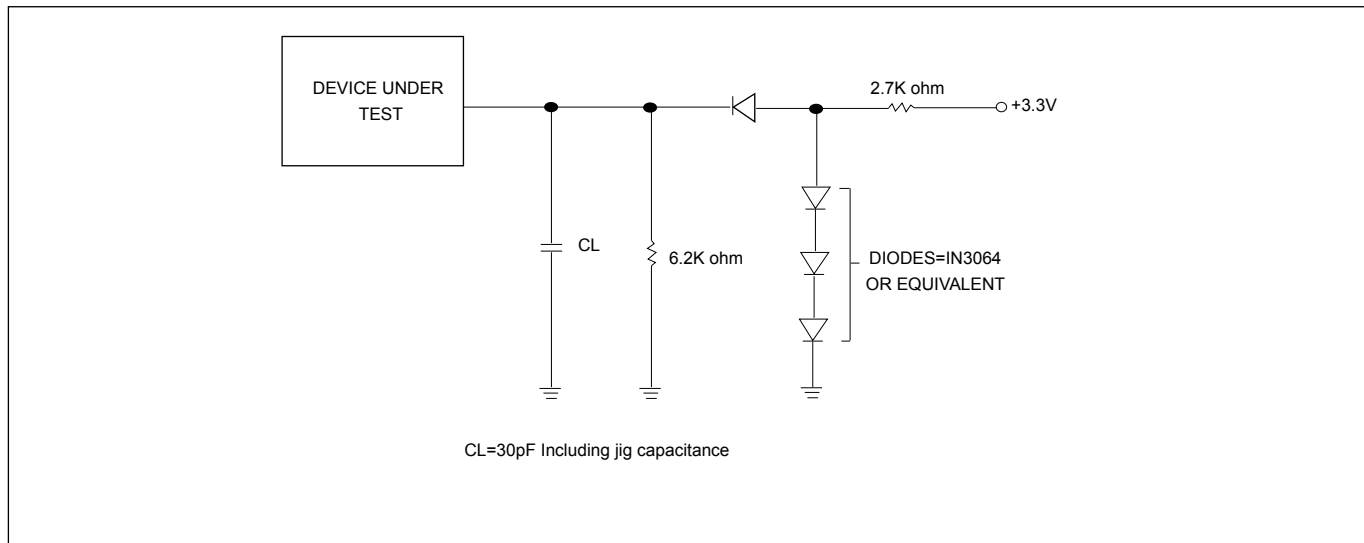 DEVICE UNDER
TEST
2.7K ohm
+3.3V
CL
6.2K ohm
DIODES=IN3064
OR EQUIVALENT
CL=30pF Including jig capacitance